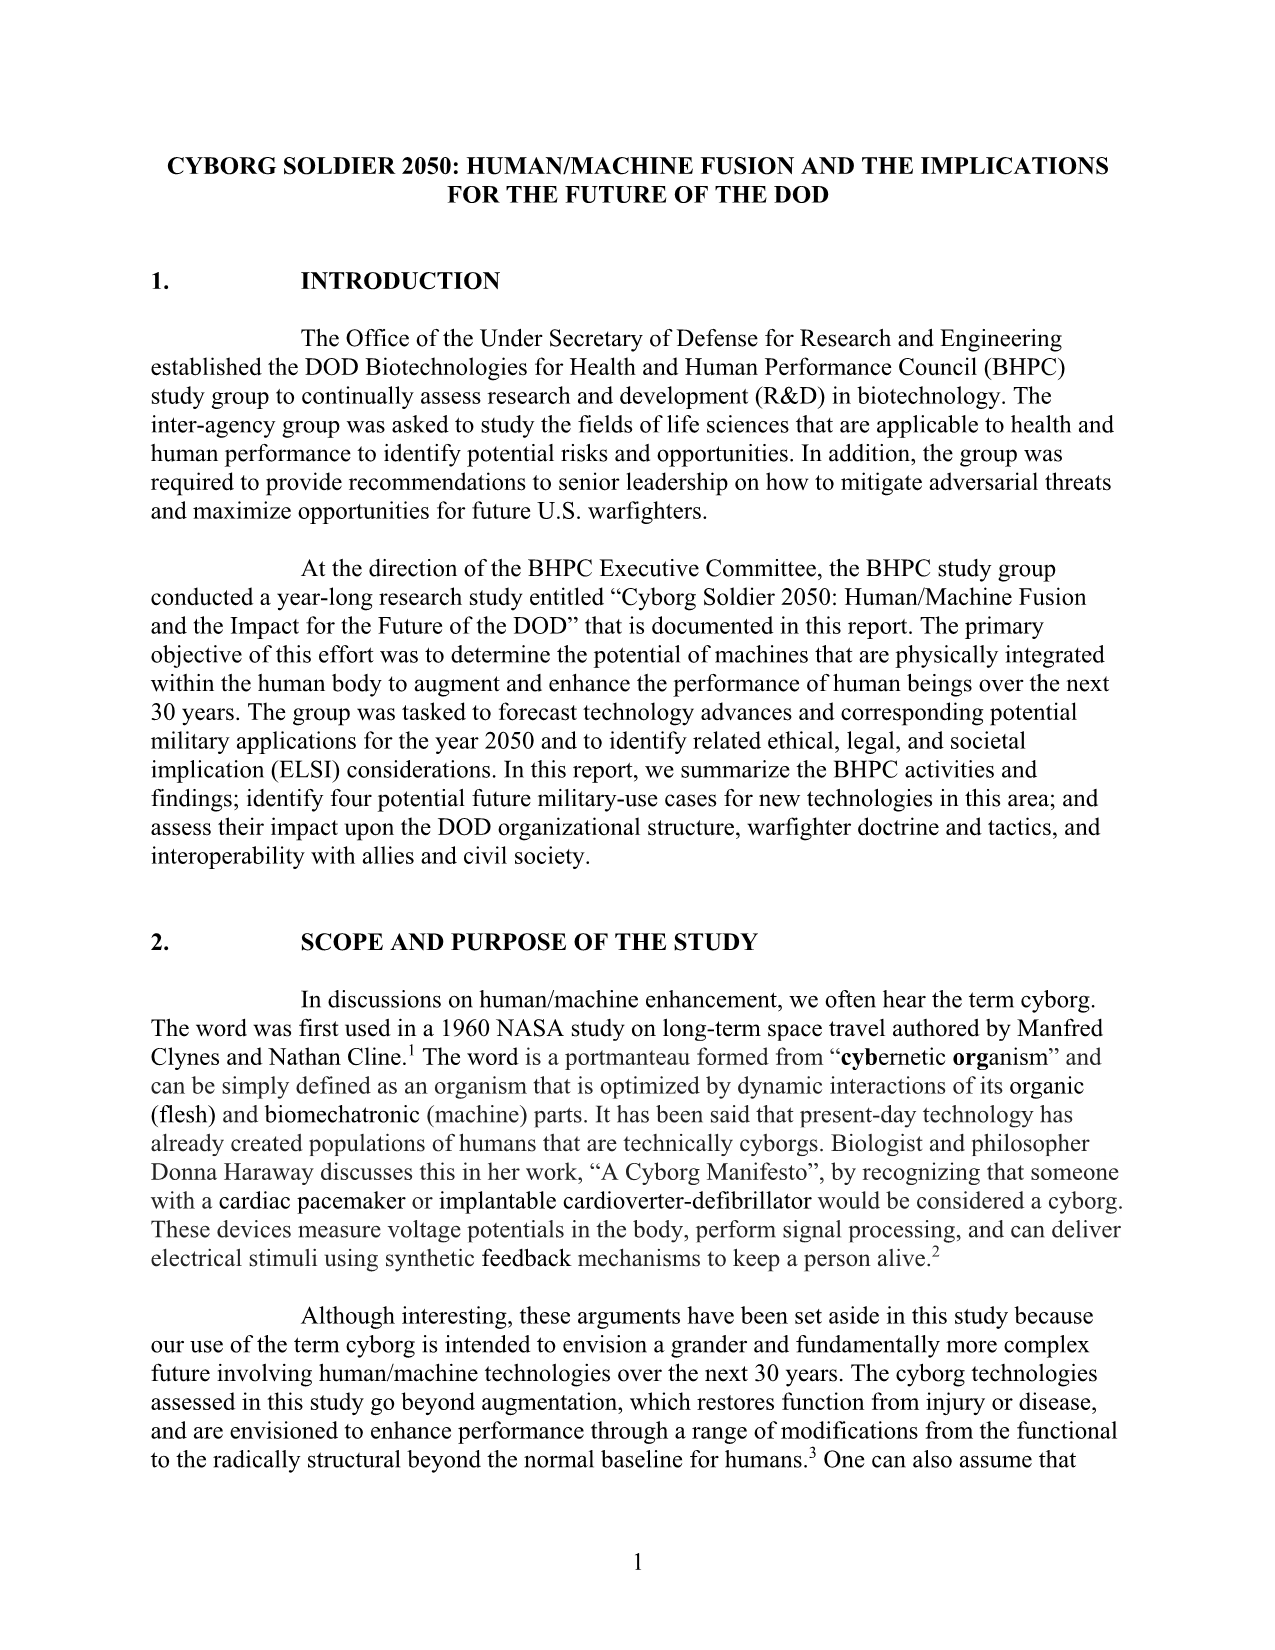 CYBORG SOLDIER 2050: HUMAN/MACHINE FUSION AND THE IMPLICATIONS
FOR THE FUTURE OF THE DOD
1. INTRODUCTION
The Office of the Under Secretary of Defense for Research and Engineering
established the DOD Biotechnologies for Health and Human Performance Council (BHPC)
study group to continually assess research and development (R&D) in biotechnology. The
inter-agency group was asked to study the fields of life sciences that are applicable to health and
human performance to identify potential risks and opportunities. In addition, the group was
required to provide recommendations to senior leadership on how to mitigate adversarial threats
and maximize opportunities for future U.S. warfighters.
At the direction of the BHPC Executive Committee, the BHPC study group
conducted a year-long research study entitled “Cyborg Soldier 2050: Human/Machine Fusion
and the Impact for the Future of the DOD” that is documented in this report. The primary
objective of this effort was to determine the potential of machines that are physically integrated
within the human body to augment and enhance the performance of human beings over the next
30 years. The group was tasked to forecast technology advances and corresponding potential
military applications for the year 2050 and to identify related ethical, legal, and societal
implication (ELSI) considerations. In this report, we summarize the BHPC activities and
findings; identify four potential future military-use cases for new technologies in this area; and
assess their impact upon the DOD organizational structure, warfighter doctrine and tactics, and
interoperability with allies and civil society.
2. SCOPE AND PURPOSE OF THE STUDY
In discussions on human/machine enhancement, we often hear the term cyborg.
The word was first used in a 1960 NASA study on long-term space travel authored by Manfred
Clynes and Nathan Cline.1 The word is a portmanteau formed from “cybernetic organism” and
can be simply defined as an organism that is optimized by dynamic interactions of its organic
(flesh) and biomechatronic (machine) parts. It has been said that present-day technology has
already created populations of humans that are technically cyborgs. Biologist and philosopher
Donna Haraway discusses this in her work, “A Cyborg Manifesto”, by recognizing that someone
with a cardiac pacemaker or implantable cardioverter-defibrillator would be considered a cyborg.
These devices measure voltage potentials in the body, perform signal processing, and can deliver
electrical stimuli using synthetic feedback mechanisms to keep a person alive.2
Although interesting, these arguments have been set aside in this study because
our use of the term cyborg is intended to envision a grander and fundamentally more complex
future involving human/machine technologies over the next 30 years. The cyborg technologies
assessed in this study go beyond augmentation, which restores function from injury or disease,
and are envisioned to enhance performance through a range of modifications from the functional
to the radically structural beyond the normal baseline for humans.3 One can also assume that
1